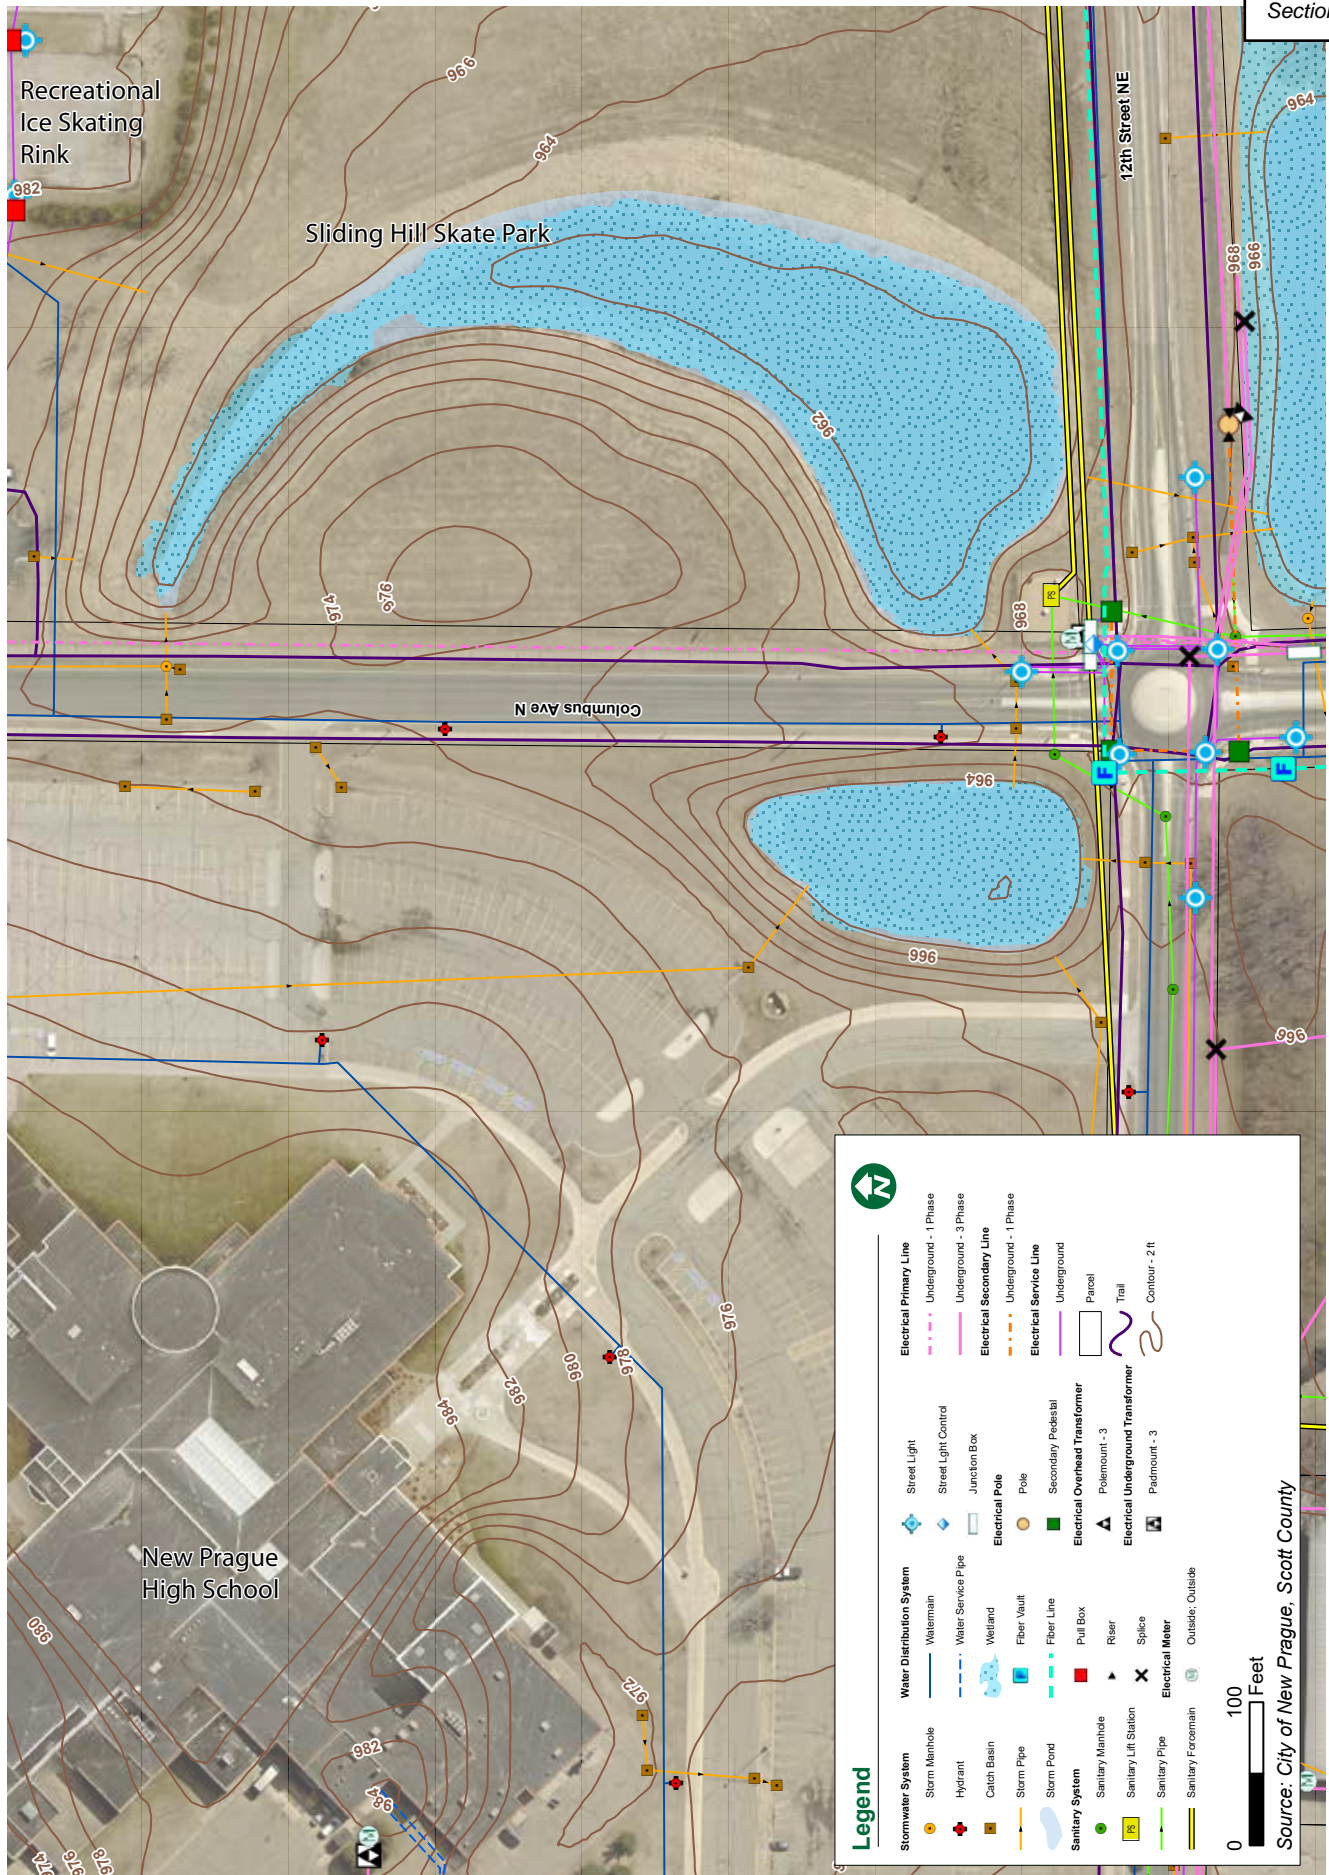 Section
Recreational
Ice Skating
Rink
982
966
964
964
12th Street NE
968
966
Sliding Hill Skate Park
962
974
976
968
PS
M
Columbus Ave N
F
F
964
966
966
976
978
980
982
984
New Prague
High School
980
972
982
984
974
976
978
M
M
N
Legend
Stormwater System
Storm Manhole
Hydrant
Catch Basin
Storm Pipe
Storm Pond
Sanitary System
Sanitary Manhole
PS
Sanitary Lift Station
Sanitary Pipe
Sanitary Forcemain
Water Distribution System
Watermain
Water Service Pipe
Wetland
F
Fiber Vault
Fiber Line
Pull Box
Riser
Splice
Electrical Meter
M
Outside; Outside
Street Light
Street Lght Control
Junction Box
Electrical Pole
Pole
Secondary Pedestal
Electrical Overhead Transformer
Polemount - 3
Electrical Underground Transformer
Padmount - 3
Electrical Primary Line
Underground - 1 Phase
Underground - 3 Phase
Electrical Secondary Line
Underground - 1 Phase
Electrical Service Line
Underground
Parcel
Trail
Contour - 2 ft
0
100
Feet
Source: City of New Prague, Scott County